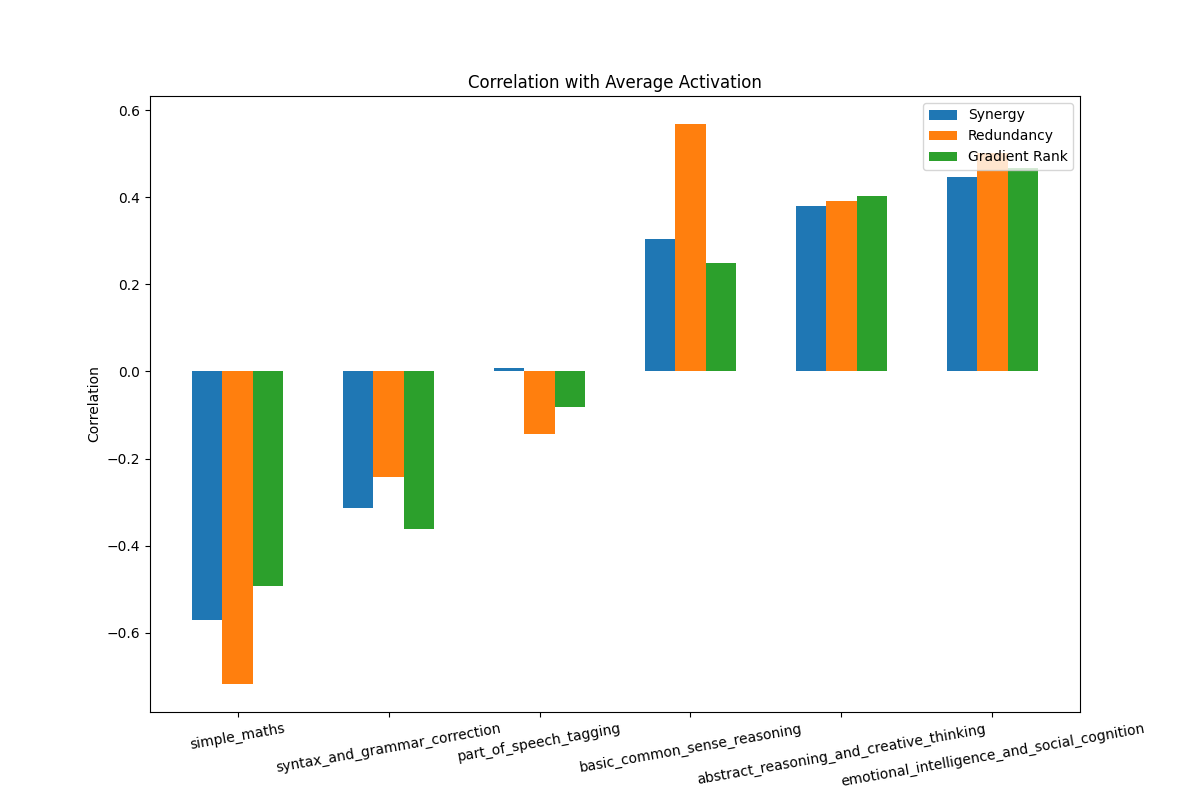 Correlation with Average Activation
Synergy
Redundancy
Gradient Rank
Correlation
0.6
0.4
0.2
0.0
−0.2
−0.4
−0.6
simple_maths
syntax_and_grammar_correction
part_of_speech_tagging
basic_common_sense_reasoning
abstract_reasoning_and_creative_thinking
emotional_intelligence_and_social_cognition